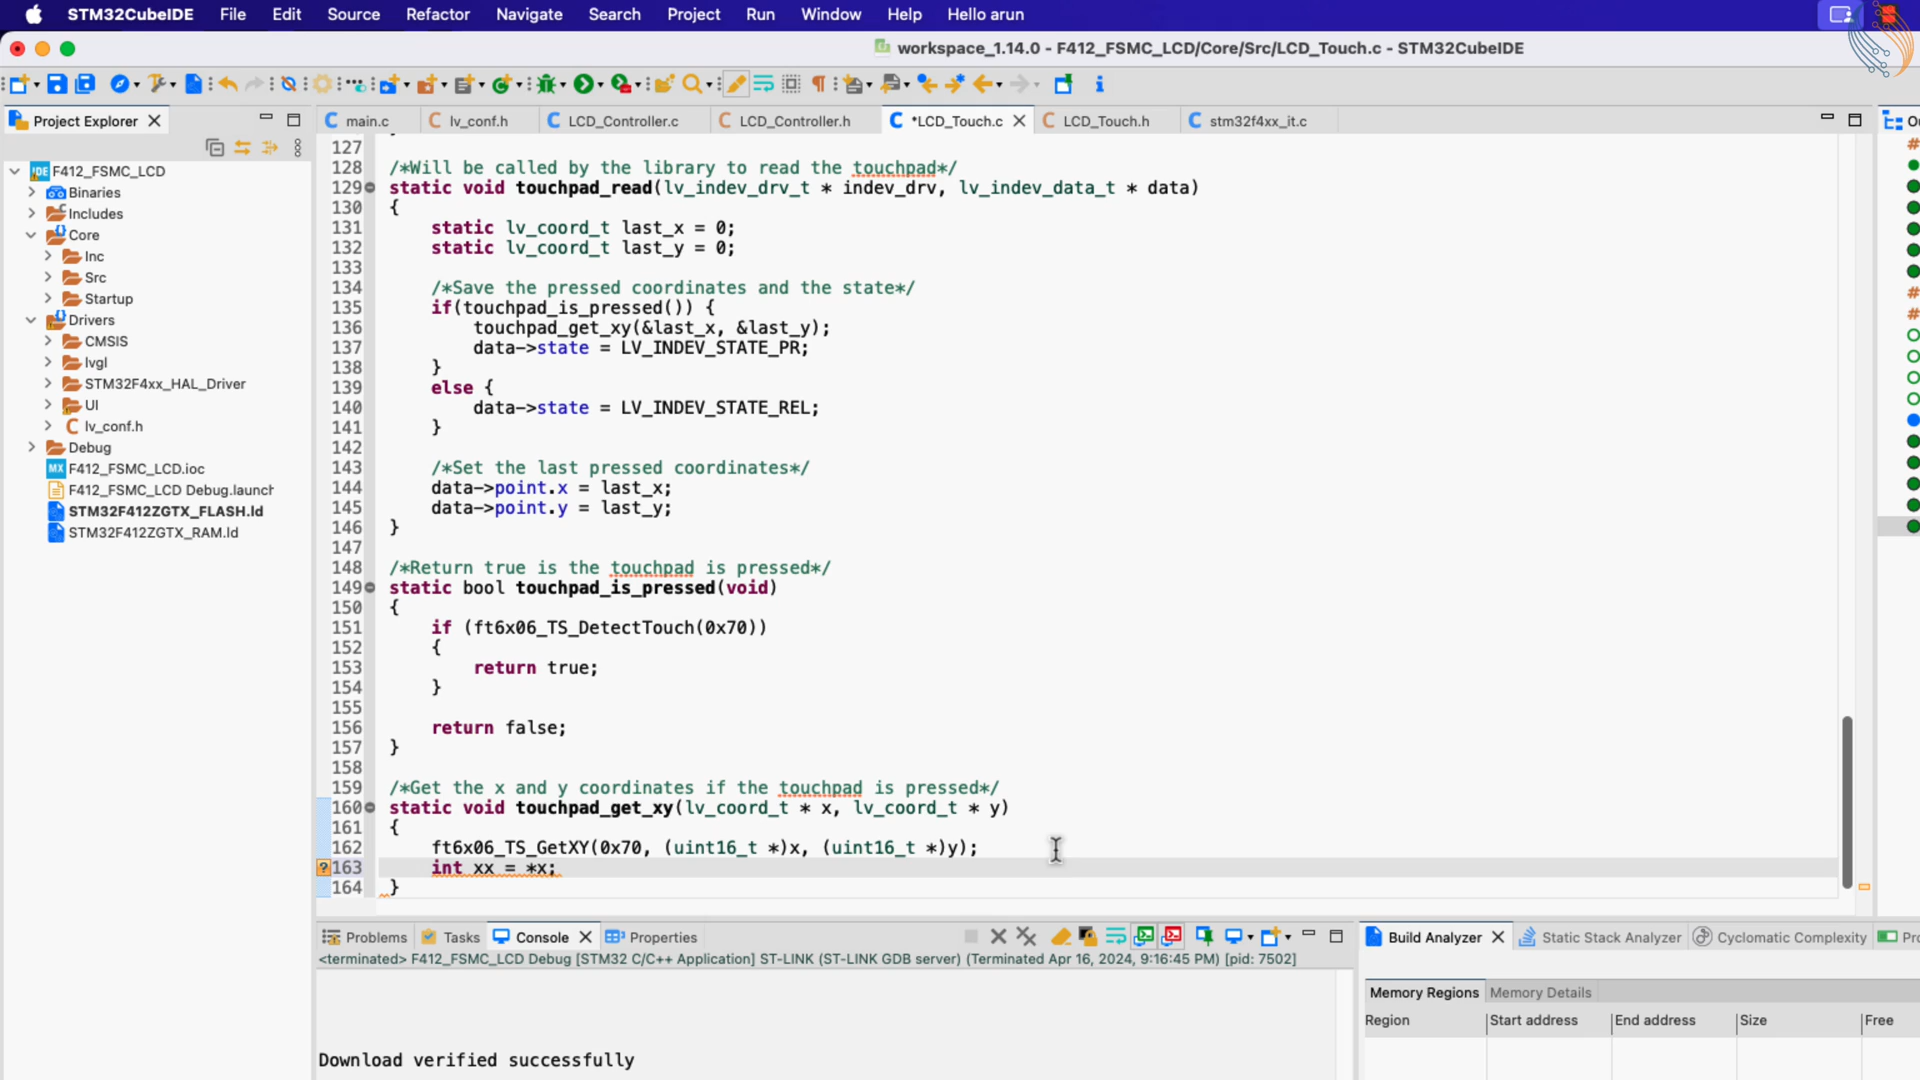 STM32CubeIDE File Edit Source Refactor Navigate Search Project Run Window Help Hello arun
workspace_1.14.0 - F412_FSMC_LCD/Core/Src/LCD_Touch.c - STM32CubeIDE
Project Explorer
main.c lv_conf.h LCD_Controller.c LCD_Controller.h *LCD_Touch.c LCD_Touch.h stm32f4xx_it.c
F412_FSMC_LCD
Binaries
Includes
Core
Inc
Src
Startup
Drivers
CMSIS
lvgl
STM32F4xx_HAL_Driver
UI
lv_conf.h
Debug
F412_FSMC_LCD.ioc
F412_FSMC_LCD Debug.launch
STM32F412ZGTX_FLASH.ld
STM32F412ZGTX_RAM.ld
127
128 /*Will be called by the library to read the touchpad*/
129 static void touchpad_read(lv_indev_drv_t * indev_drv, lv_indev_data_t * data)
130 {
131 static lv_coord_t last_x = 0;
132 static lv_coord_t last_y = 0;
133
134 /*Save the pressed coordinates and the state*/
135 if(touchpad_is_pressed()) {
136 touchpad_get_xy(&last_x, &last_y);
137 data->state = LV_INDEV_STATE_PR;
138 }
139 else {
140 data->state = LV_INDEV_STATE_REL;
141 }
142
143 /*Set the last pressed coordinates*/
144 data->point.x = last_x;
145 data->point.y = last_y;
146 }
147
148 /*Return true is the touchpad is pressed*/
149 static bool touchpad_is_pressed(void)
150 {
151 if (ft6x06_TS_DetectTouch(0x70))
152 {
153 return true;
154 }
155
156 return false;
157 }
158
159 /*Get the x and y coordinates if the touchpad is pressed*/
160 static void touchpad_get_xy(lv_coord_t * x, lv_coord_t * y)
161 {
162 ft6x06_TS_GetXY(0x70, (uint16_t *)x, (uint16_t *)y);
163 int xx = *x;
164 }
Problems Tasks Console Properties
<terminated> F412_FSMC_LCD Debug [STM32 C/C++ Application] ST-LINK (ST-LINK GDB server) (Terminated Apr 16, 2024, 9:16:45 PM) [pid: 7502]
Download verified successfully
Build Analyzer Static Stack Analyzer Cyclomatic Complexity
Memory Regions Memory Details
Region Start address End address Size Free